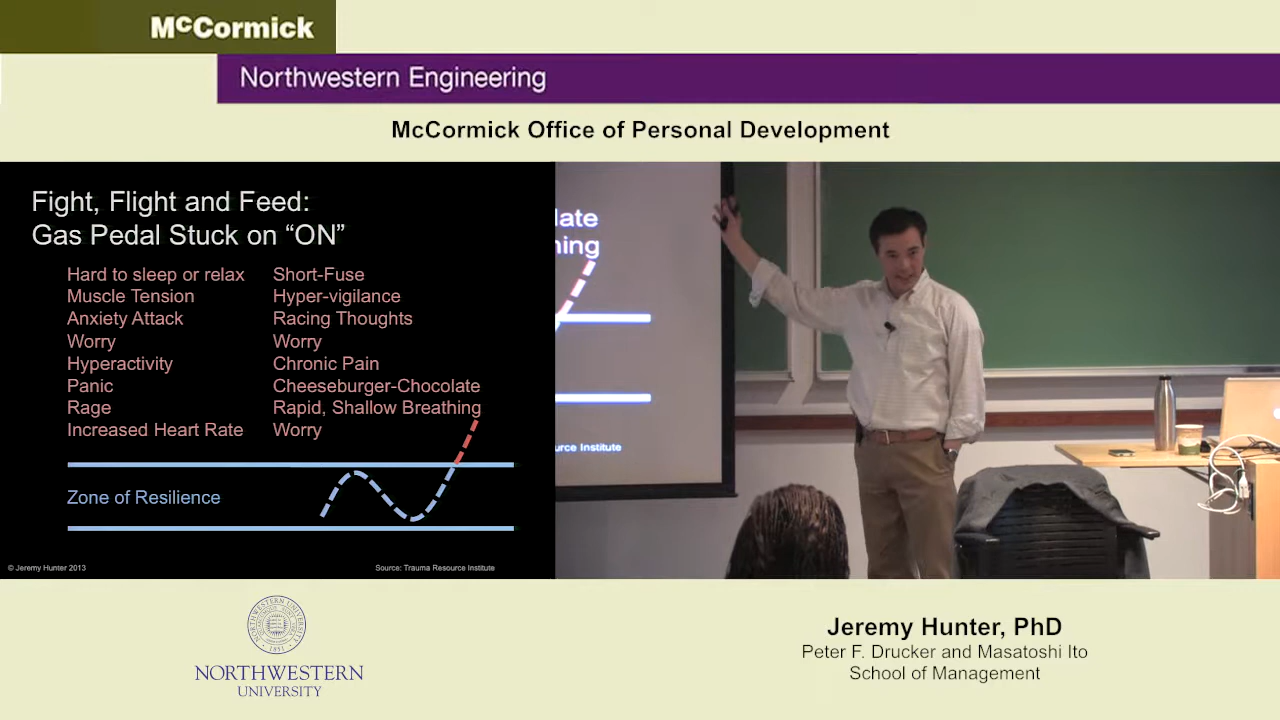 McCormick
Northwestern Engineering
McCormick Office of Personal Development
Fight, Flight and Feed:
Gas Pedal Stuck on “ON”
Hard to sleep or relax Short-Fuse
Muscle Tension Hyper-vigilance
Anxiety Attack Racing Thoughts
Worry Worry
Hyperactivity Chronic Pain
Panic Cheeseburger-Chocolate
Rage Rapid, Shallow Breathing
Increased Heart Rate Worry
Zone of Resilience
© Jeremy Hunter 2013 Source: Trauma Resource Institute
late
hing
urce Institute
NORTHWESTERN
UNIVERSITY
Jeremy Hunter, PhD
Peter F. Drucker and Masatoshi Ito
School of Management